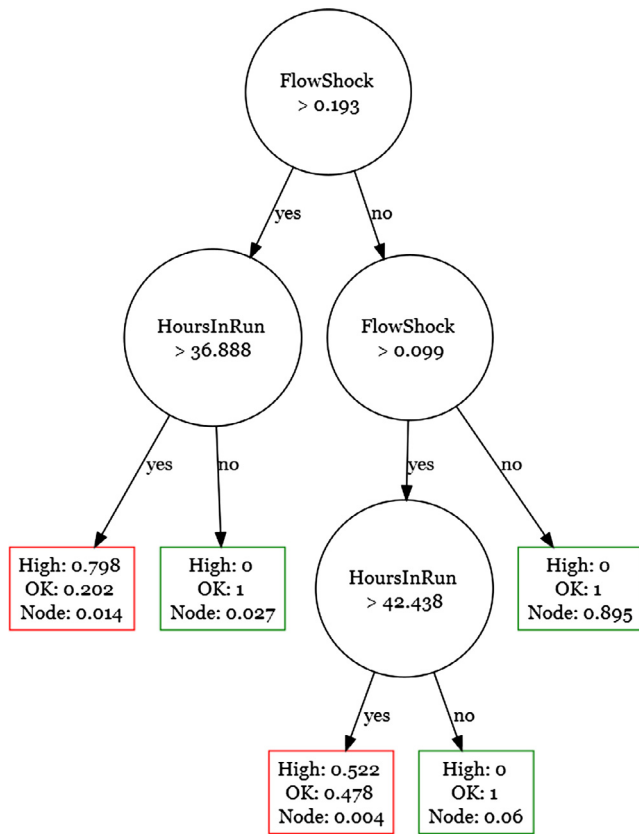 FlowShock
> 0.193
yes
no
HoursInRun
> 36.888
FlowShock
> 0.099
yes
no
yes
no
High: 0.798
OK: 0.202
Node: 0.014
High: 0
OK: 1
Node: 0.027
HoursInRun
> 42.438
High: 0
OK: 1
Node: 0.895
yes
no
High: 0.522
OK: 0.478
Node: 0.004
High: 0
OK: 1
Node: 0.06